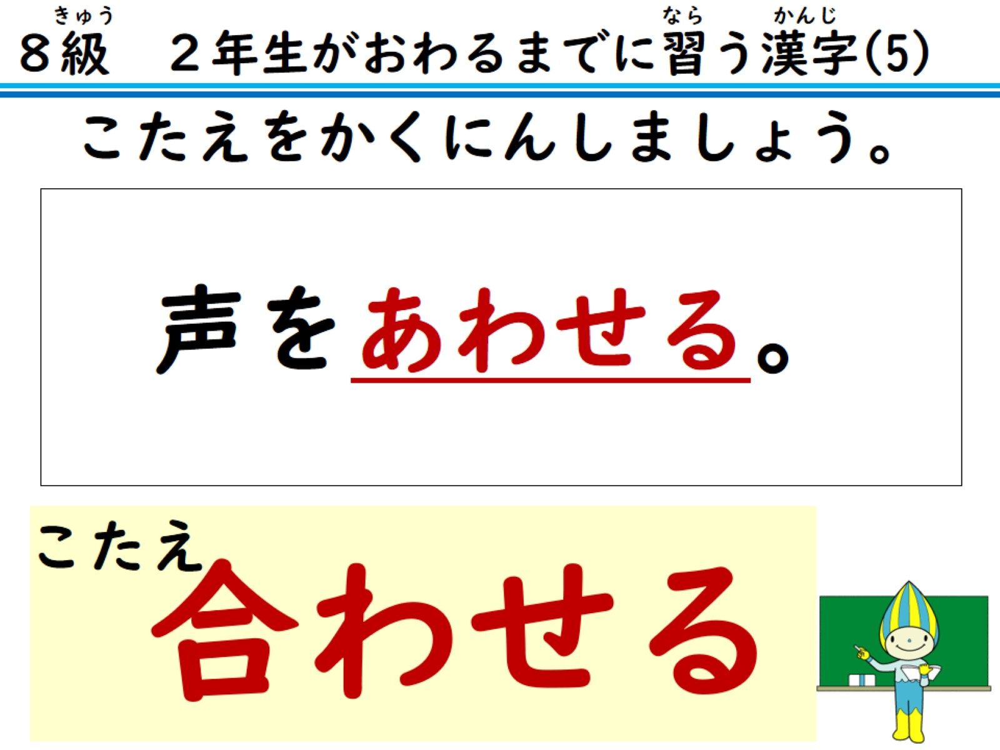 きゅう なら かんじ
８級　２年生がおわるまでに習う漢字(5)
こたえをかくにんしましょう。
声をあわせる。
こたえ
合わせる